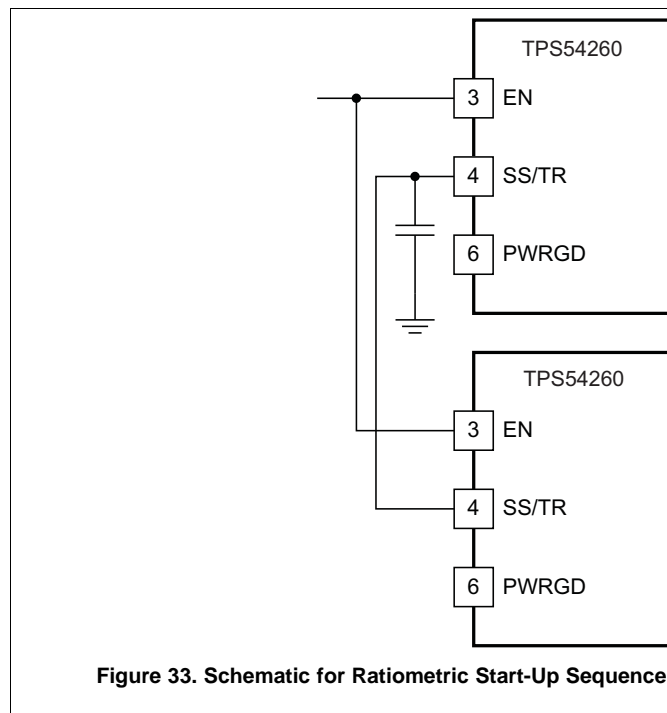 TPS54260
3 EN
4 SS/TR
6 PWRGD
TPS54260
3 EN
4 SS/TR
6 PWRGD
Figure 33. Schematic for Ratiometric Start-Up Sequence